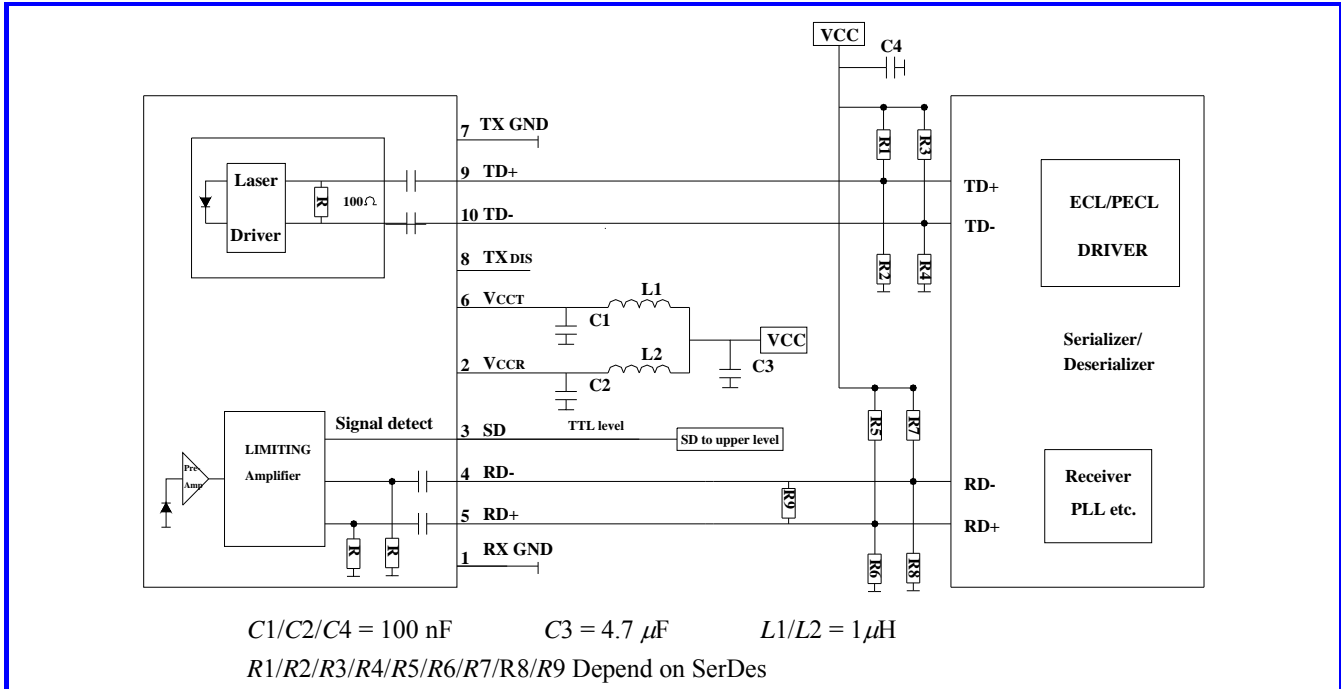 VCC
C4
7 TX GND
R1
R3
Laser
Driver
R
100Ω
9 TD+
TD+
10 TD-
TD-
ECL/PECL
DRIVER
8 TX DIS
R2
R4
6 VCCT
L1
C1
VCC
2 VCCR
L2
C2
C3
Serializer/
Deserializer
Signal detect
3 SD
TTL level
SD to upper level
R5
R7
LIMITING
Amplifier
Pre-
Amp
4 RD-
RD-
R9
5 RD+
RD+
Receiver
PLL etc.
R
R
1 RX GND
R6
R8
C1/C2/C4 = 100 nF C3 = 4.7 µF L1/L2 = 1µH
R1/R2/R3/R4/R5/R6/R7/R8/R9 Depend on SerDes